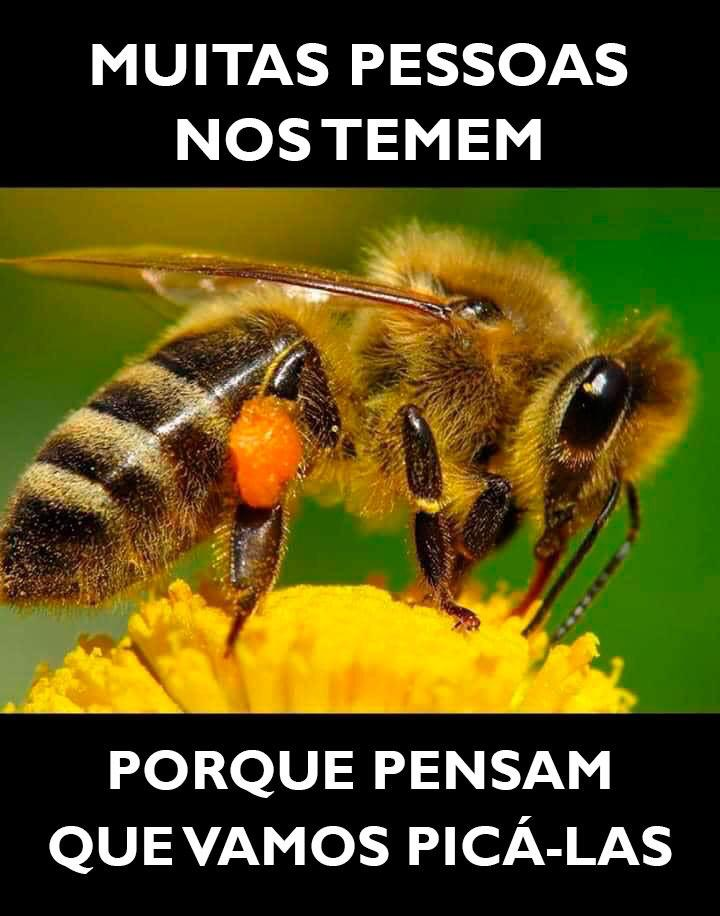 MUITAS PESSOAS
NOS TEMEM
PORQUE PENSAM
QUE VAMOS PICÁ-LAS